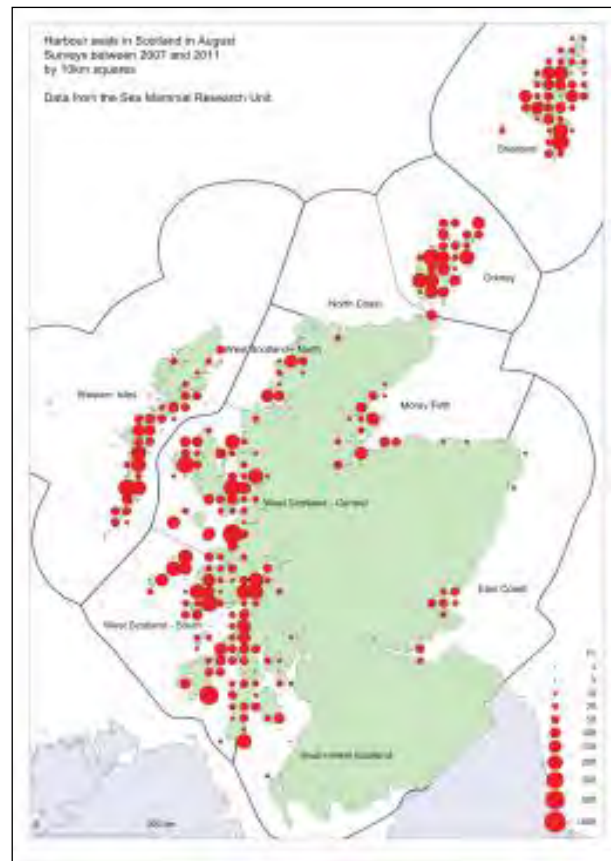 Harbour seals in Scotland in August
Surveys between 2007 and 2011
by 10km squares
Data from the Sea Mammal Research Unit
Shetland
Orkney
North Coast
West Scotland - North
Western Isles
Moray Firth
West Scotland - Central
East Coast
West Scotland - South
South West Scotland